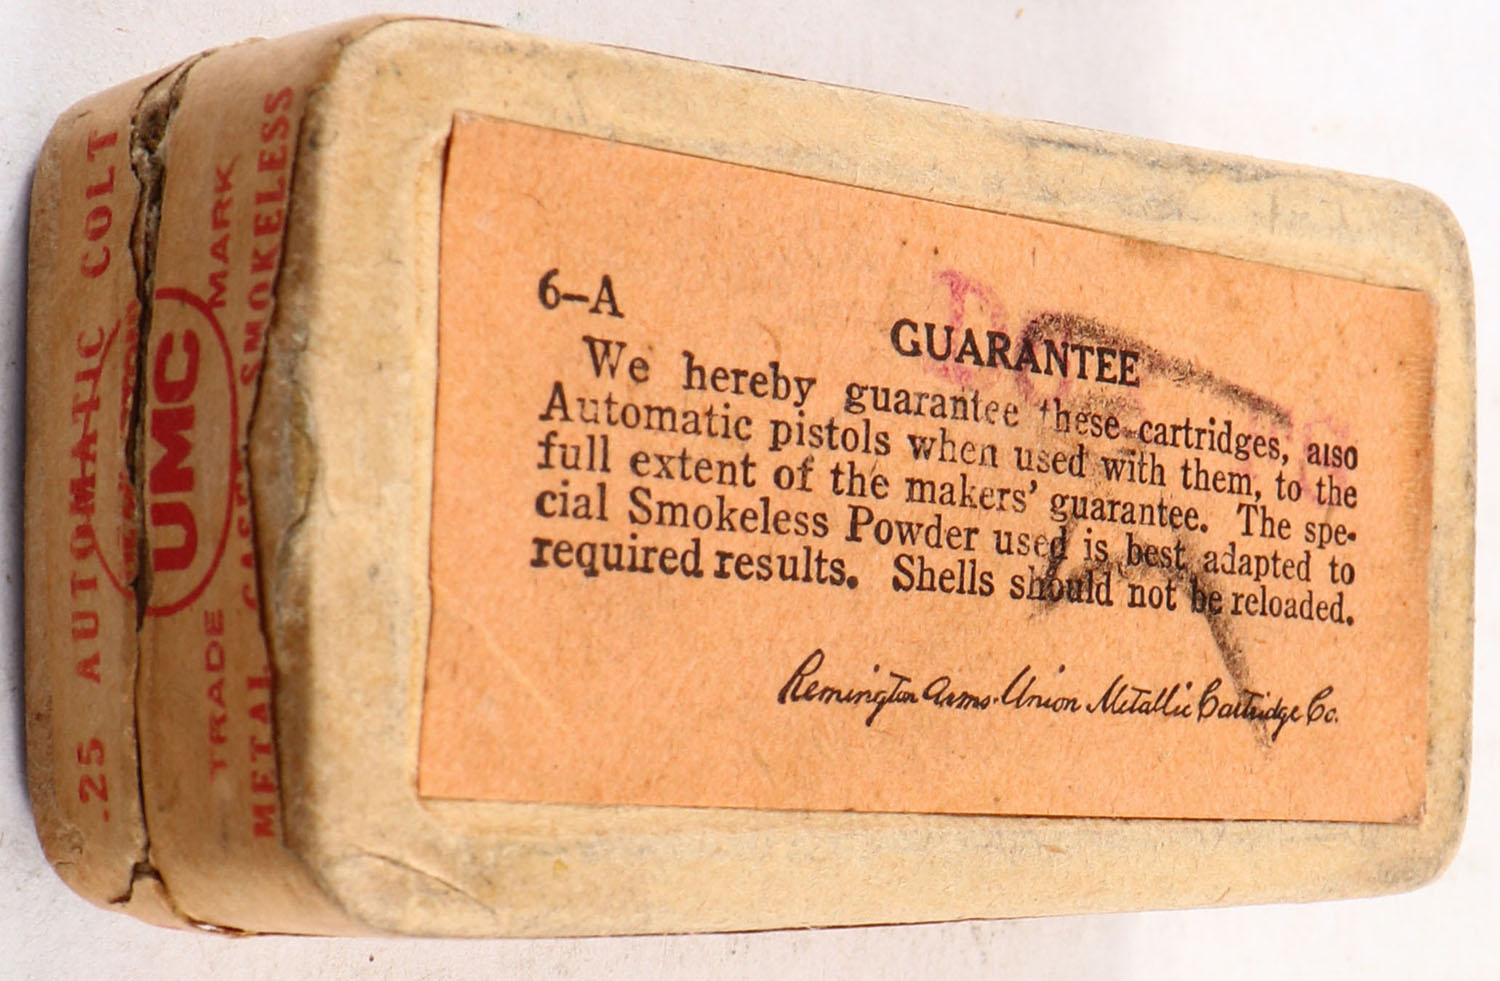 6–A
GUARANTEE
We hereby guarantee these cartridges, also
Automatic pistols when used with them, to the
full extent of the makers' guarantee. The spe-
cial Smokeless Powder used is best adapted to
required results. Shells should not be reloaded.
Remington Arms-Union Metallic Cartridge Co.
.25 AUTOMATIC COLT
UMC
TRADE MARK
METAL CASED SMOKELESS